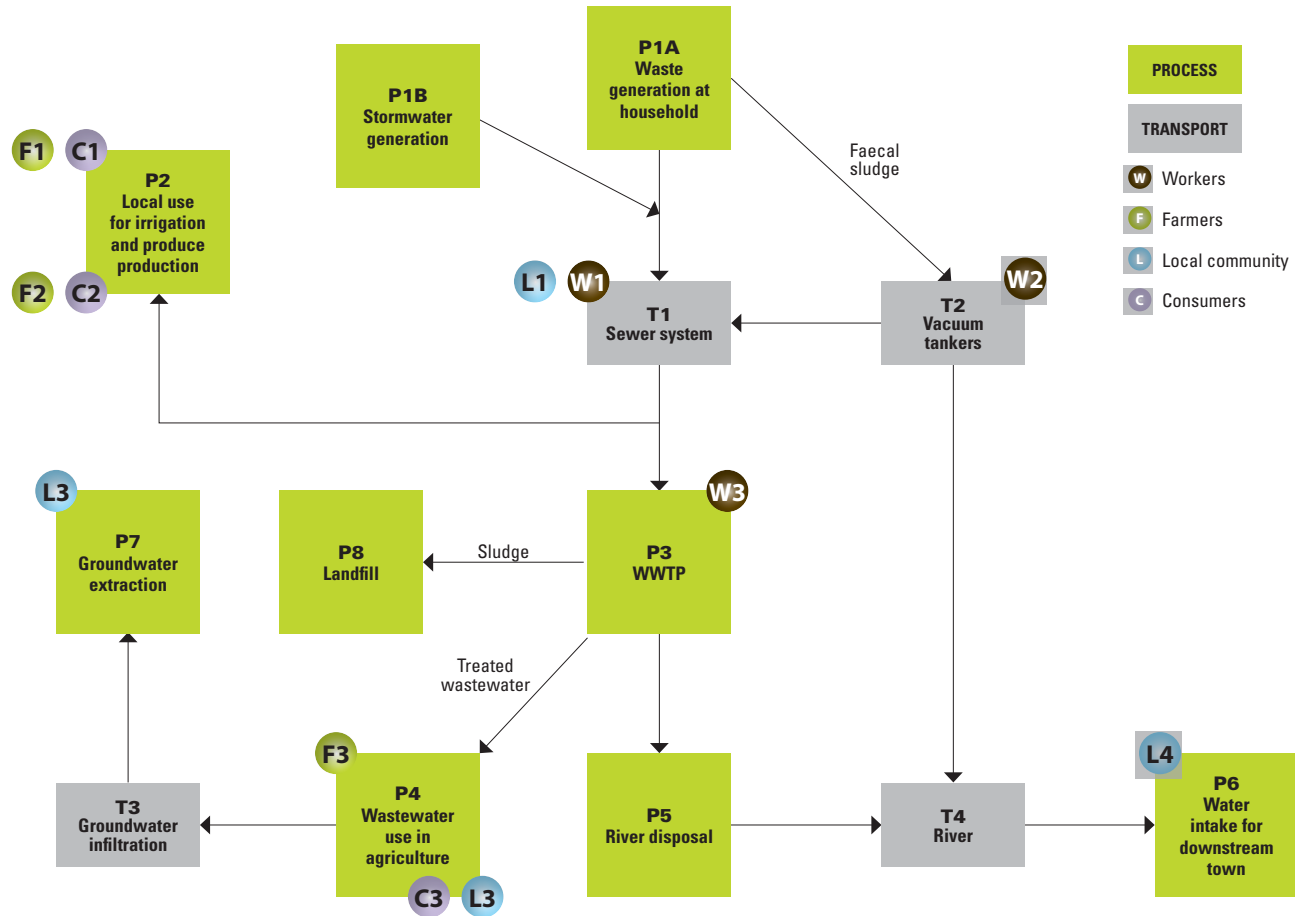 P1A
Waste
generation at
household
P1B
Stormwater
generation
PROCESS
TRANSPORT
W Workers
F Farmers
L Local community
C Consumers
F1
C1
P2
Local use
for irrigation
and produce
production
F2
C2
Faecal
sludge
L1
W1
T1
Sewer system
W2
T2
Vacuum
tankers
L3
P7
Groundwater
extraction
P8
Landfill
Sludge
W3
P3
WWTP
Treated
wastewater
T3
Groundwater
infiltration
F3
P4
Wastewater
use in
agriculture
C3
L3
P5
River disposal
T4
River
L4
P6
Water
intake for
downstream
town